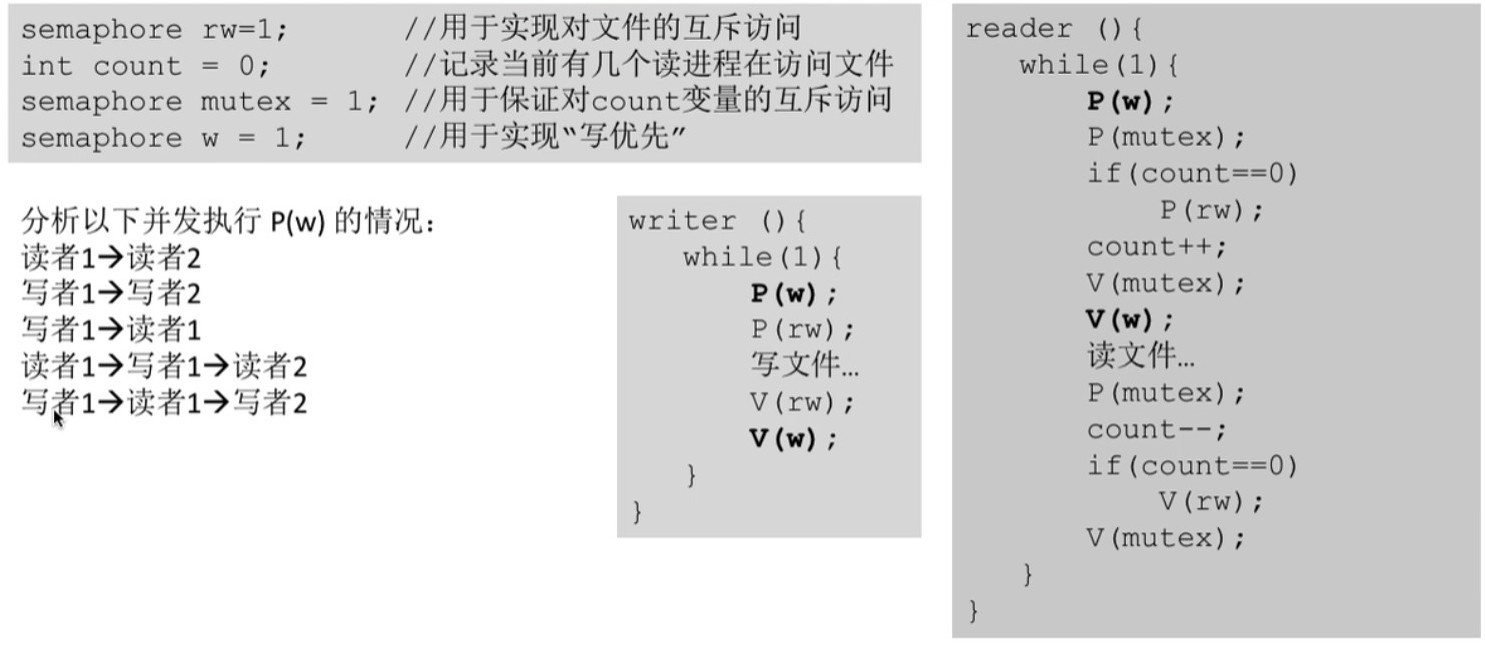 semaphore rw=1; //用于实现对文件的互斥访问
int count = 0; //记录当前有几个读进程在访问文件
semaphore mutex = 1; //用于保证对count变量的互斥访问
semaphore w = 1; //用于实现“写优先”
分析以下并发执行 P(w) 的情况：
读者1→读者2
写者1→写者2
写者1→读者1
读者1→写者1→读者2
写者1→读者1→写者2
writer (){
while(1){
P(w);
P(rw);
写文件…
V(rw);
V(w);
}
}
reader (){
while(1){
P(w);
P(mutex);
if(count==0)
P(rw);
count++;
V(mutex);
V(w);
读文件…
P(mutex);
count--;
if(count==0)
V(rw);
V(mutex);
}
}